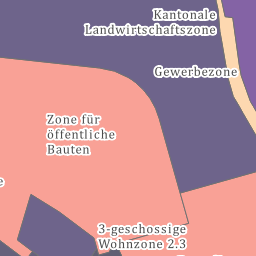 Kantonale
Landwirtschaftszone
Gewerbezone
Zone für
öffentliche
Bauten
3-geschossige
Wohnzone 2.3